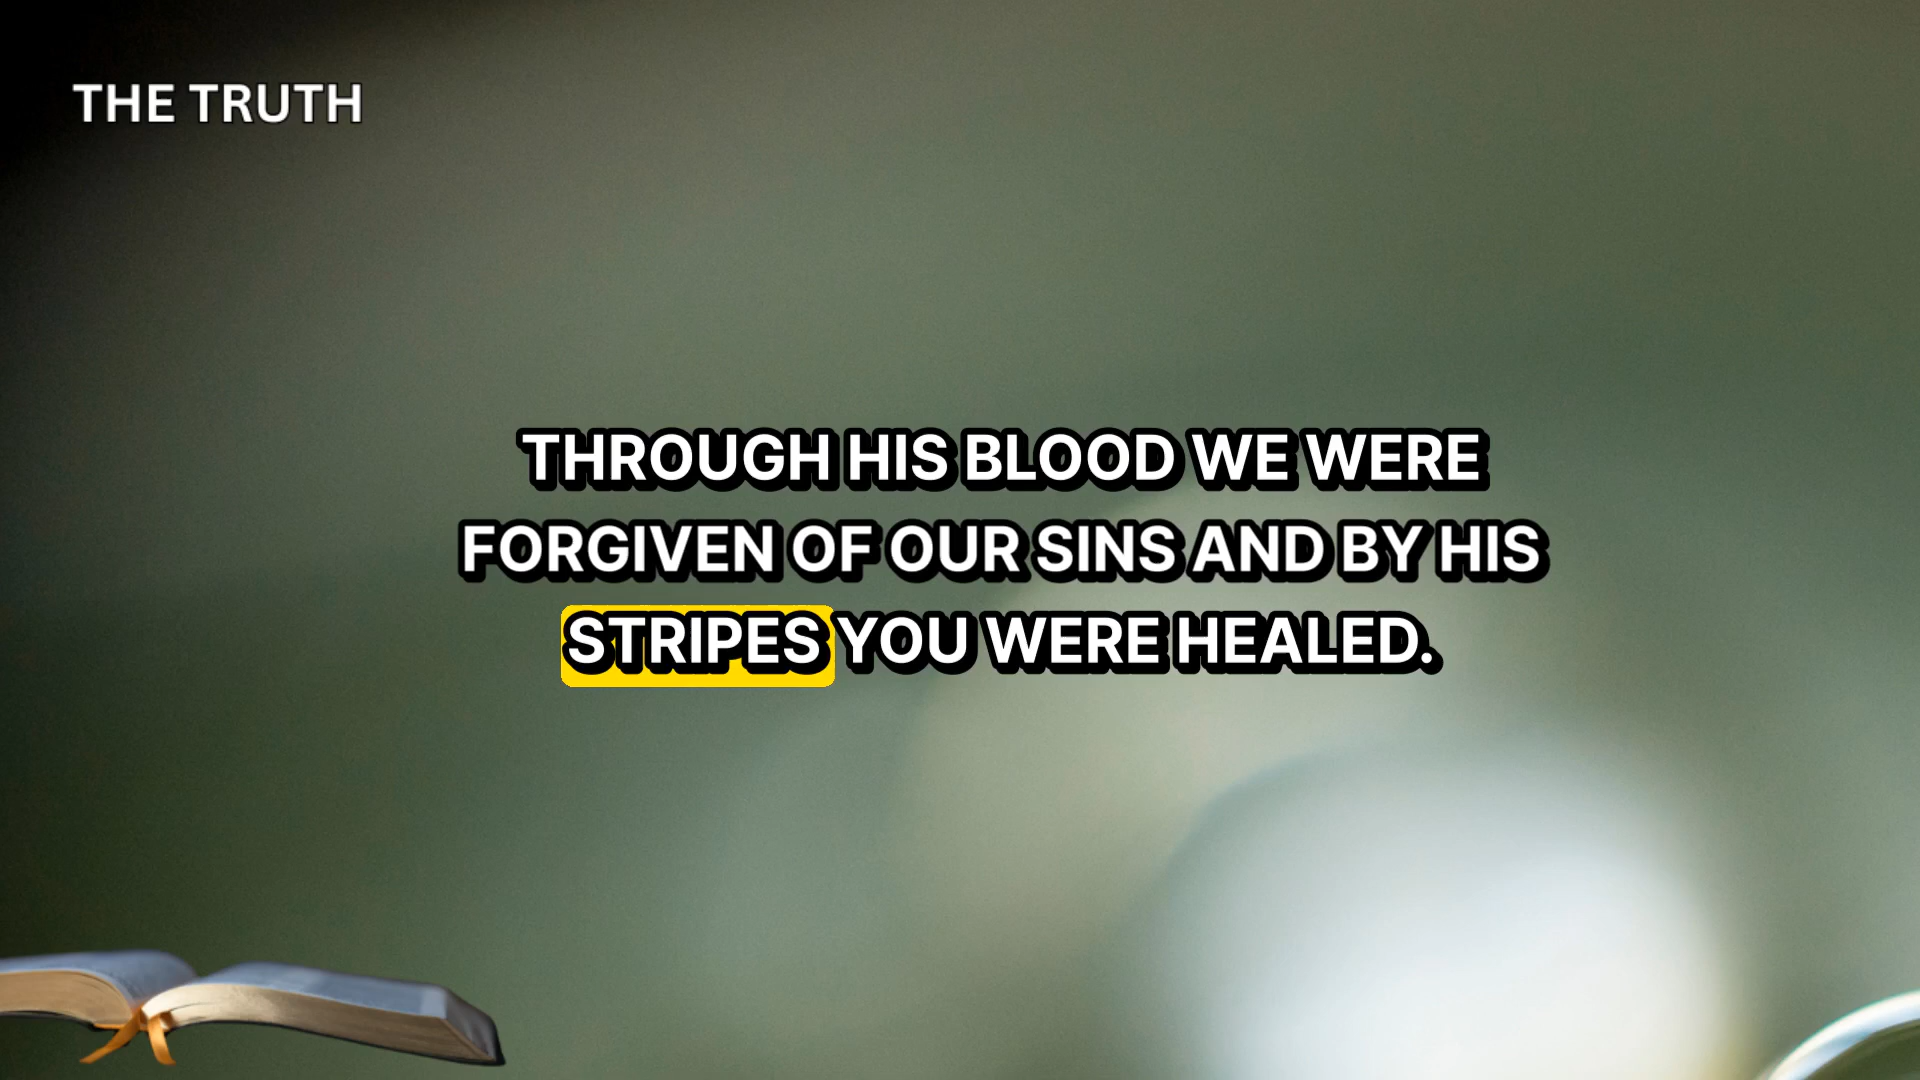 THE TRUTH
THROUGH HIS BLOOD WE WERE
FORGIVEN OF OUR SINS AND BY HIS
STRIPES YOU WERE HEALED.